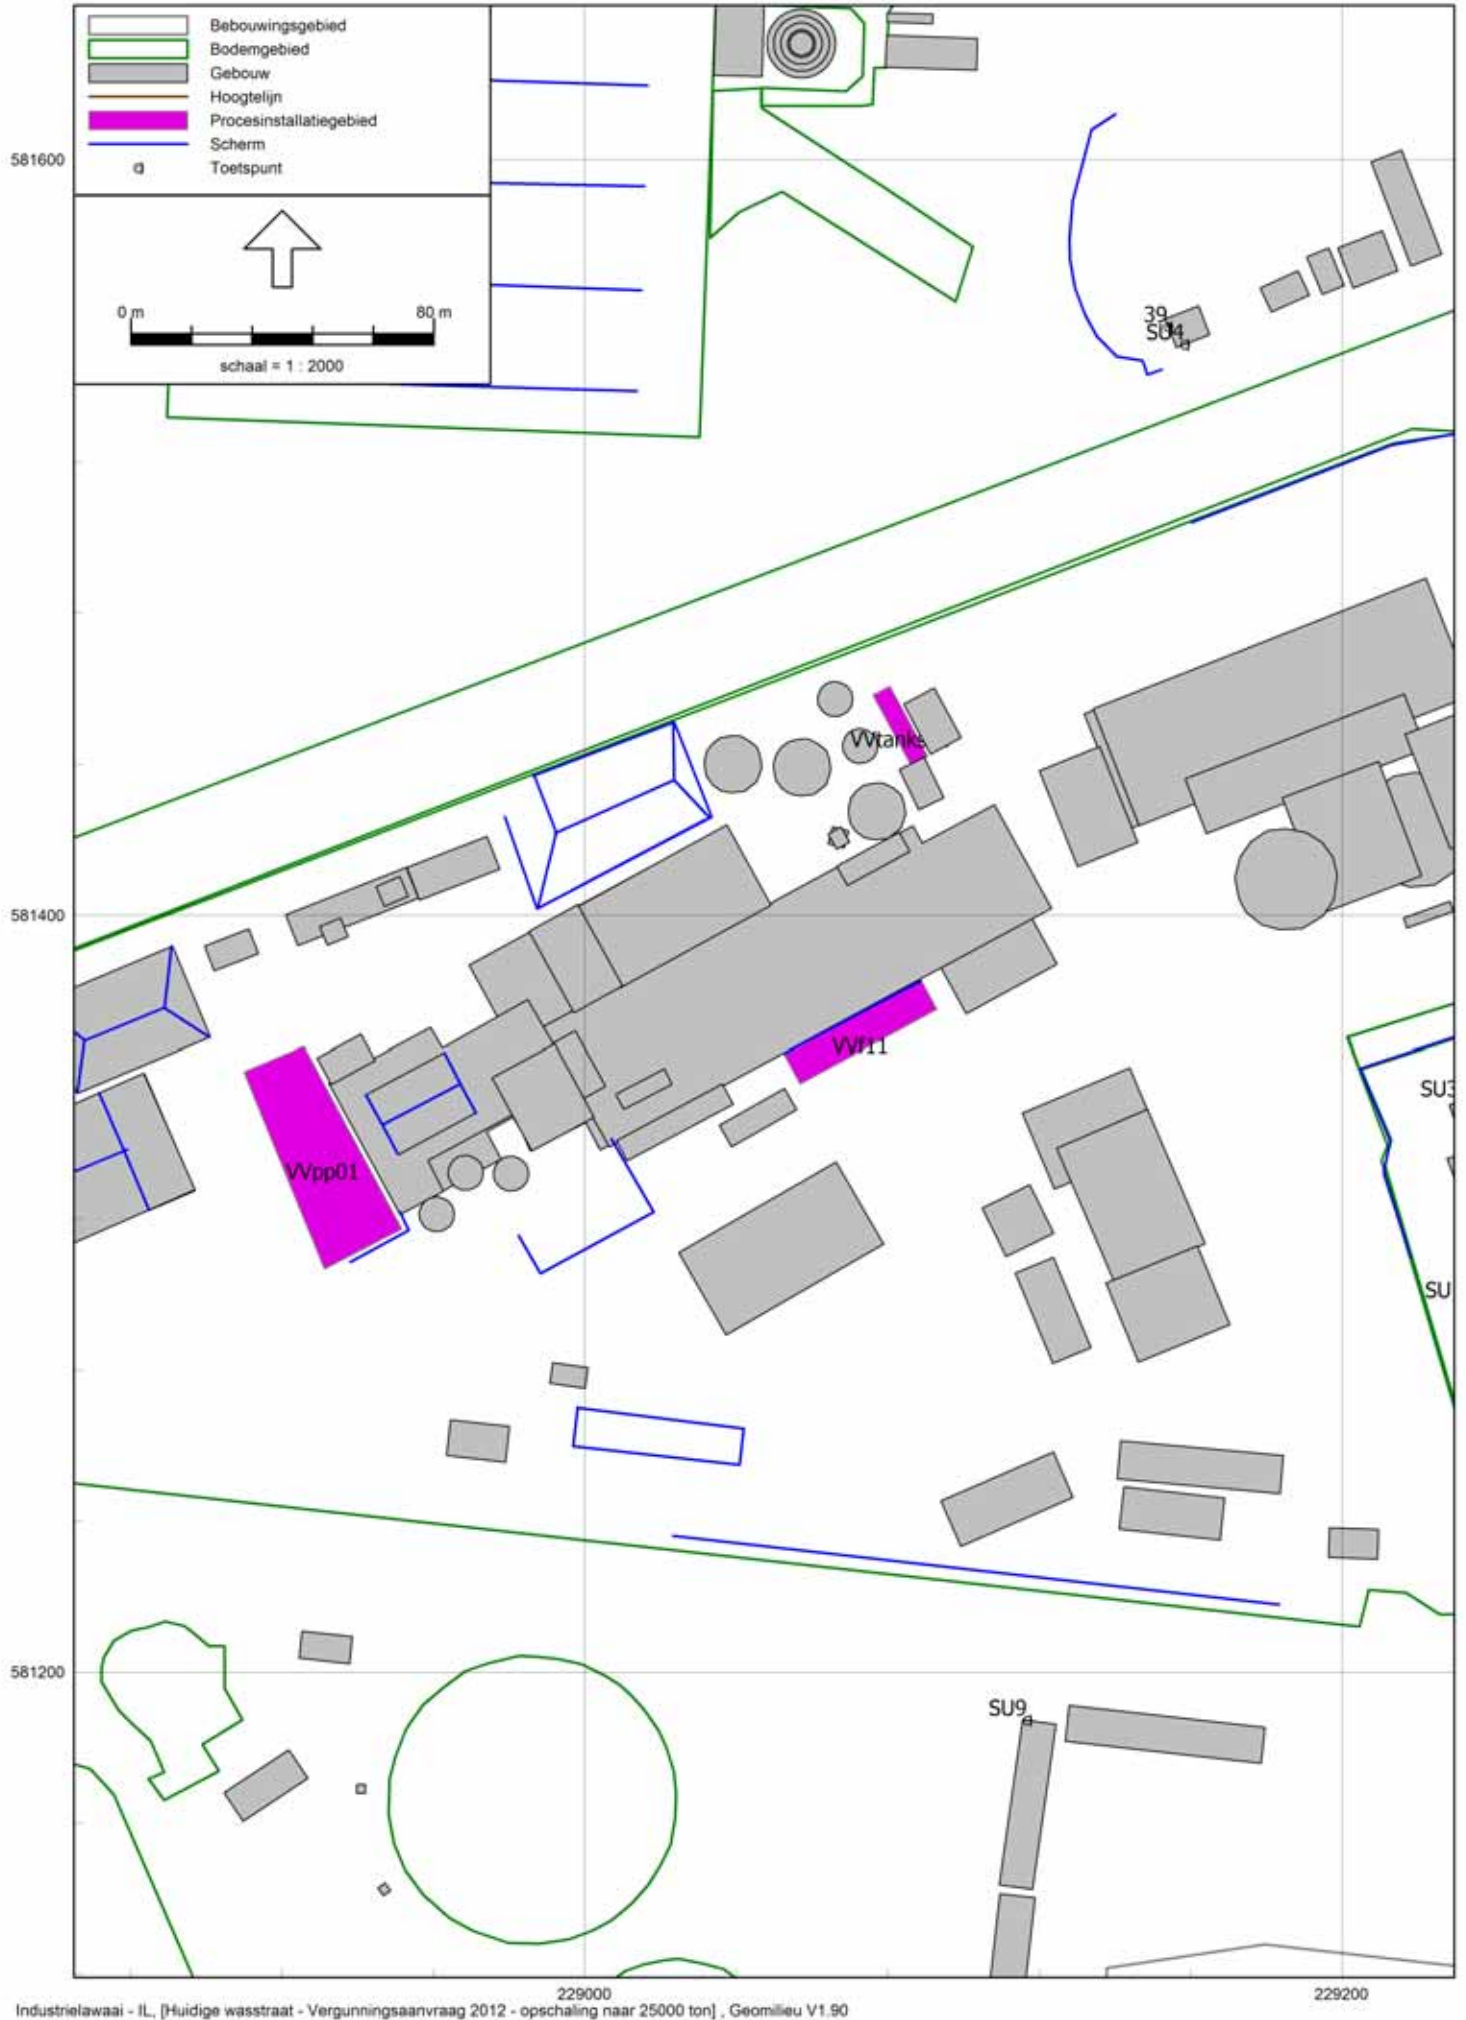 Bebouwingsgebied
Bodemgebied
Gebouw
Hoogtelijn
Procesinstallatiegebied
Scherm
Toetspunt
0 m 80 m
schaal = 1 : 2000
581600
39
SU4
VVtanks
581400
VVf11
SU3
VVpp01
SU
581200
SU9
229000 229200
Industrielawaai - IL, [Huidige wasstraat - Vergunningsaanvraag 2012 - opschaling naar 25000 ton] , Geomilieu V1.90